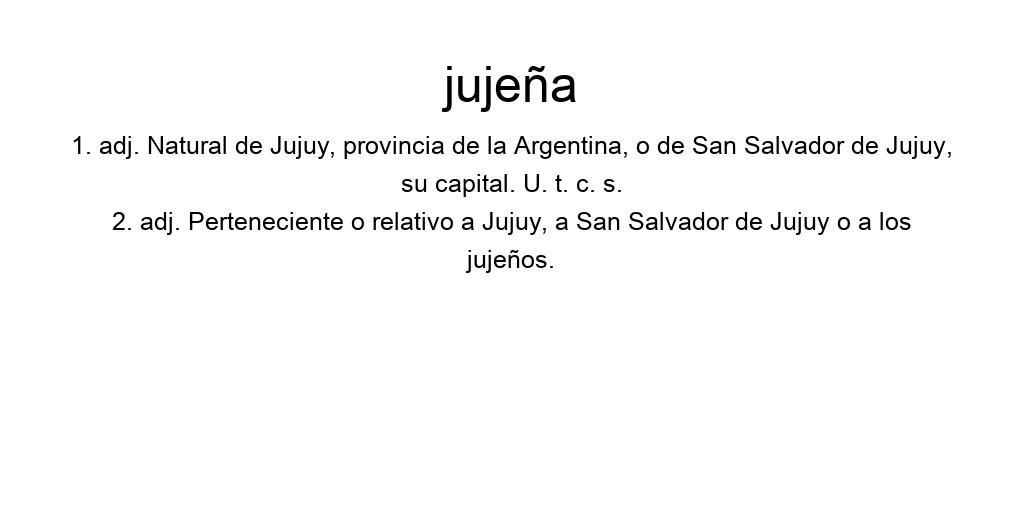 jujeña
1. adj. Natural de Jujuy, provincia de la Argentina, o de San Salvador de Jujuy,
su capital. U. t. c. s.
2. adj. Perteneciente o relativo a Jujuy, a San Salvador de Jujuy o a los
jujeños.